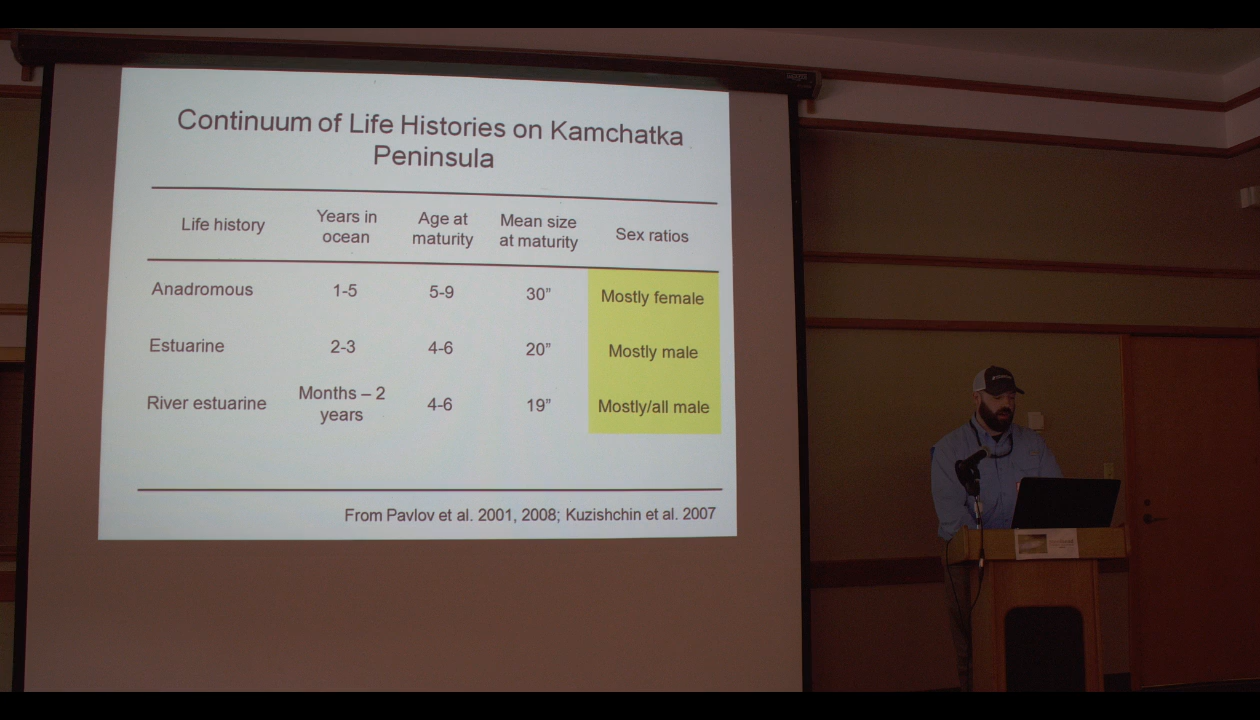 Continuum of Life Histories on Kamchatka
Peninsula
Life history
Years in
ocean
Age at
maturity
Mean size
at maturity
Sex ratios
Anadromous
1-5
5-9
30”
Mostly female
Estuarine
2-3
4-6
20”
Mostly male
River estuarine
Months – 2
years
4-6
19”
Mostly/all male
From Pavlov et al. 2001, 2008; Kuzishchin et al. 2007